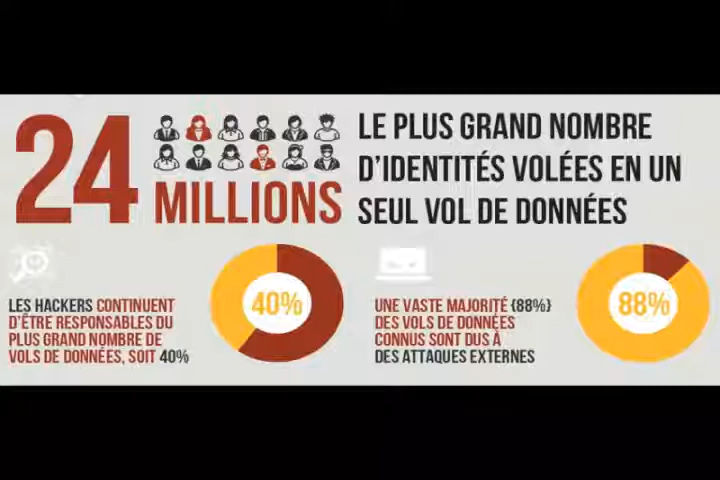 24
MILLIONS
LE PLUS GRAND NOMBRE
D'IDENTITÉS VOLÉES EN UN
SEUL VOL DE DONNÉES
LES HACKERS CONTINUENT
D'ÊTRE RESPONSABLES DU
PLUS GRAND NOMBRE DE
VOLS DE DONNÉES, SOIT 40%
40%
UNE VASTE MAJORITÉ (88%)
DES VOLS DE DONNÉES
CONNUS SONT DUS À
DES ATTAQUES EXTERNES
88%